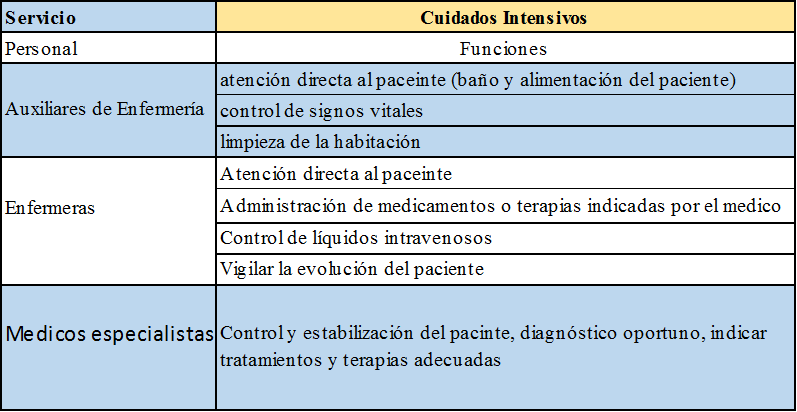 Servicio Cuidados Intensivos
Personal Funciones
Auxiliares de Enfermería
atención directa al paceinte (baño y alimentación del paciente)
control de signos vitales
limpieza de la habitación
Enfermeras
Atención directa al paceinte
Administración de medicamentos o terapias indicadas por el medico
Control de líquidos intravenosos
Vigilar la evolución del paciente
Medicos especialistas
Control y estabilización del pacinte, diagnóstico oportuno, indicar
tratamientos y terapias adecuadas